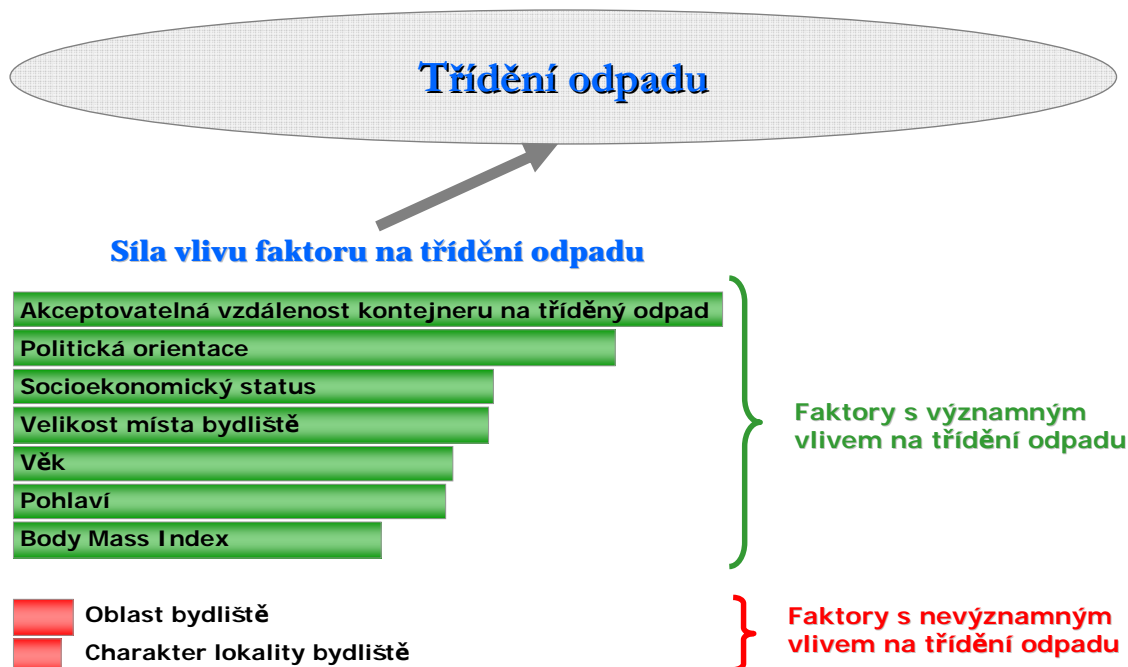 Třídění odpadu
Síla vlivu faktoru na třídění odpadu
Akceptovatelná vzdálenost kontejneru na tříděný odpad
Politická orientace
Socioekonomický status
Velikost místa bydliště
Věk
Pohlaví
Body Mass Index
Faktory s významným
vlivem na třídění odpadu
Oblast bydliště
Charakter lokality bydliště
Faktory s nevýznamným
vlivem na třídění odpadu